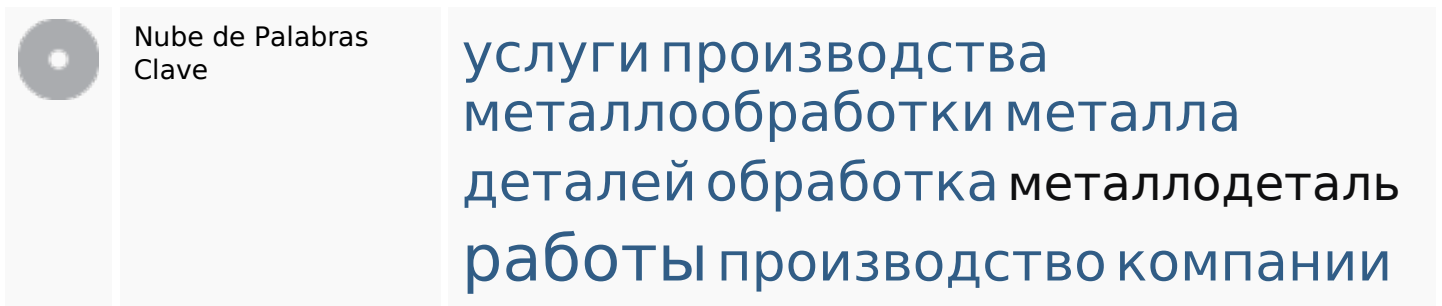 Nube de Palabras
Clave
услуги производства
металлообработки металла
деталей обработка металлодеталь
работы производство компании